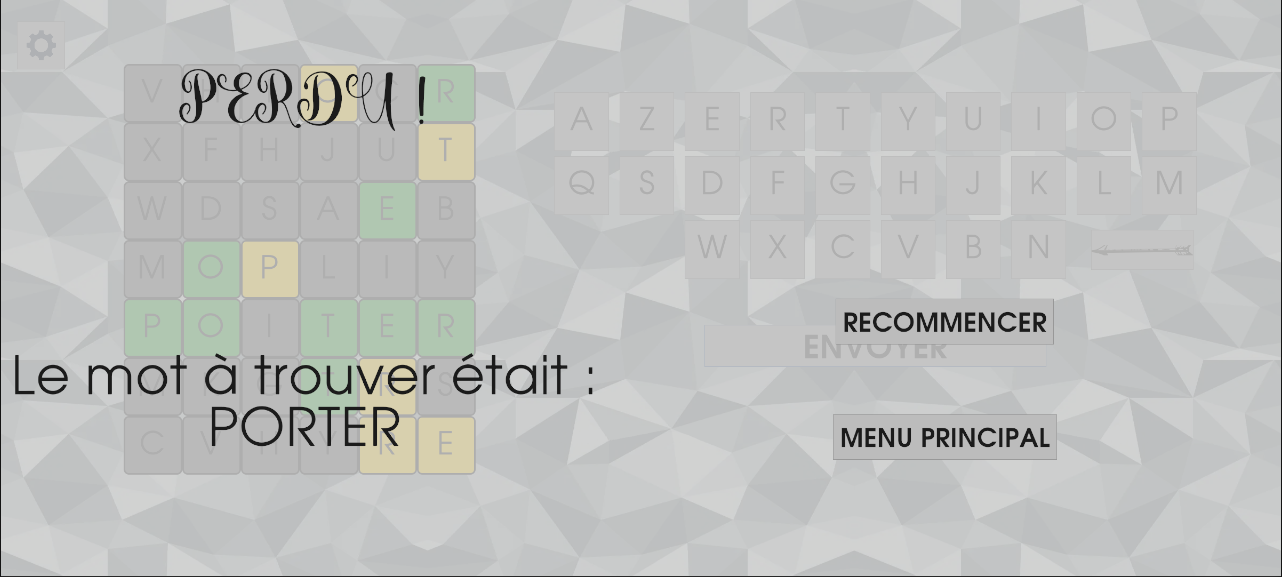 PERDU !
R
X F H J U T
W D S A E B
M O P L I Y
P O I T E R
Le mot à trouver était :
PORTER
A Z E R T Y U I O P
Q S D F G H J K L M
W X C V B N
RECOMMENCER
ENVOYER
MENU PRINCIPAL